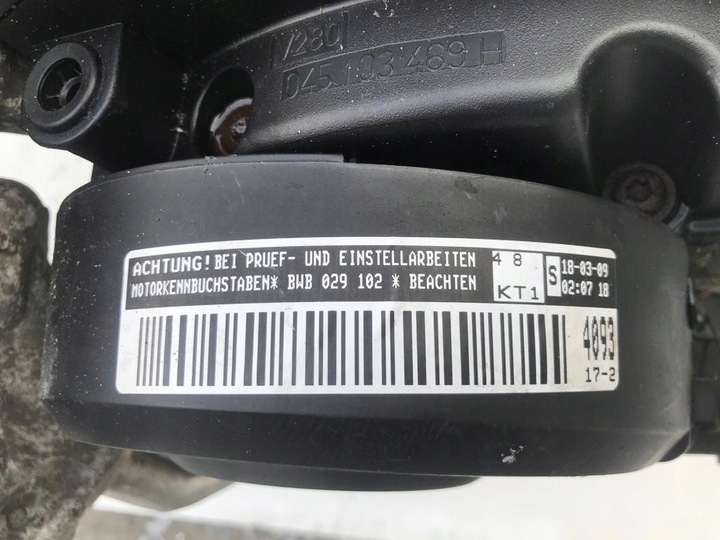 V280
045 103 469 H
ACHTUNG! BEI PRUEF- UND EINSTELLARBEITEN
MOTORKENNBUCHSTABEN* BWB 029 102 * BEACHTEN
4 8
KT1
S
18-03-09
02:07 18
4093
17-2